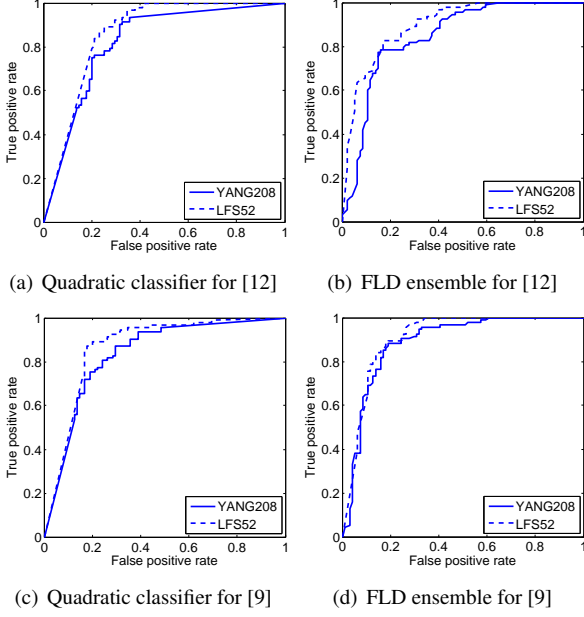 1
0.8
0.6
0.4
0.2
0
True positive rate
YANG208
LFS52
0 0.2 0.4 0.6 0.8 1
False positive rate
(a) Quadratic classifier for [12]
1
0.8
0.6
0.4
0.2
0
True positive rate
YANG208
LFS52
0 0.2 0.4 0.6 0.8 1
False positive rate
(b) FLD ensemble for [12]
1
0.8
0.6
0.4
0.2
0
True positive rate
YANG208
LFS52
0 0.2 0.4 0.6 0.8 1
False positive rate
(c) Quadratic classifier for [9]
1
0.8
0.6
0.4
0.2
0
True positive rate
YANG208
LFS52
0 0.2 0.4 0.6 0.8 1
False positive rate
(d) FLD ensemble for [9]